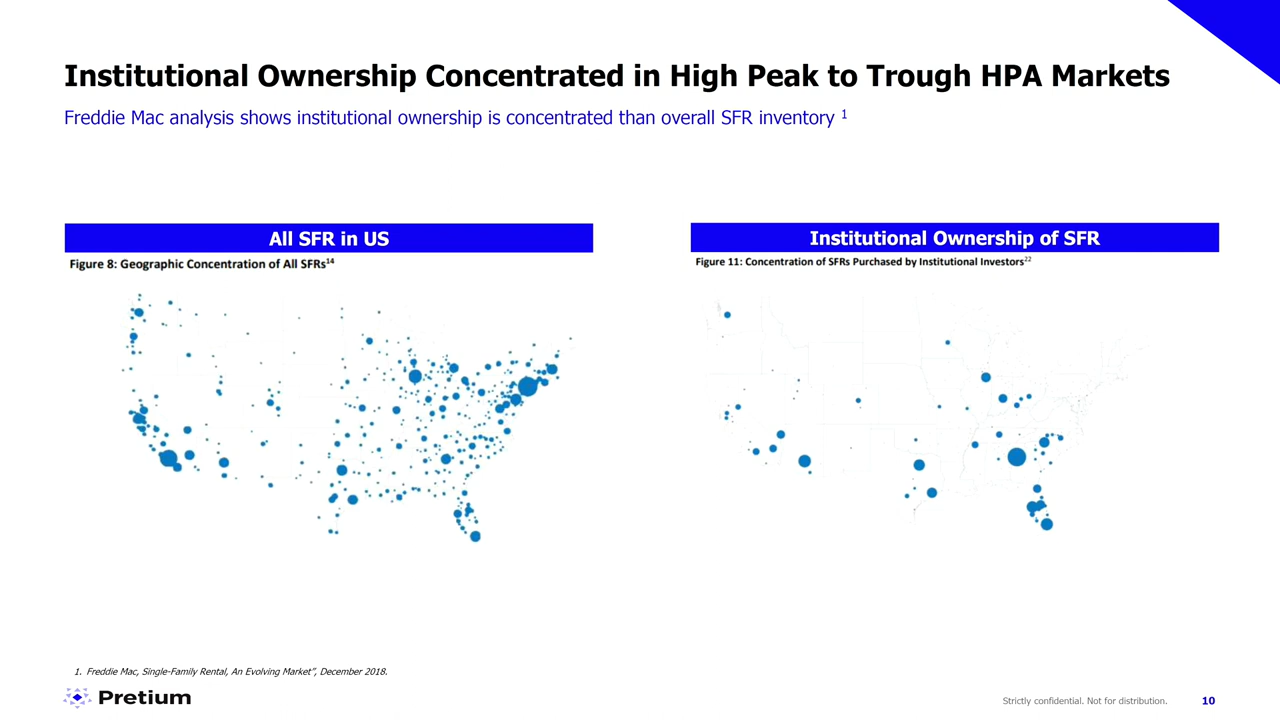 Institutional Ownership Concentrated in High Peak to Trough HPA Markets
Freddie Mac analysis shows institutional ownership is concentrated than overall SFR inventory 1
All SFR in US
Figure 8: Geographic Concentration of All SFRs14
Institutional Ownership of SFR
Figure 11: Concentration of SFRs Purchased by Institutional Investors22
1. Freddie Mac, Single-Family Rental, An Evolving Market”, December 2018.
Pretium
Strictly confidential. Not for distribution.
10